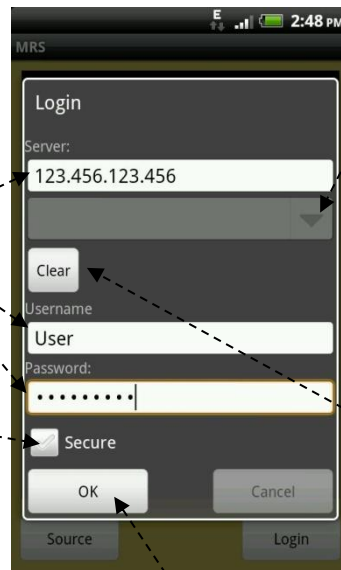 E 2:48 PM
MRS
Login
Server:
123.456.123.456
Clear
Username
User
Password:
•••••••••
Secure
OK Cancel
Source Login